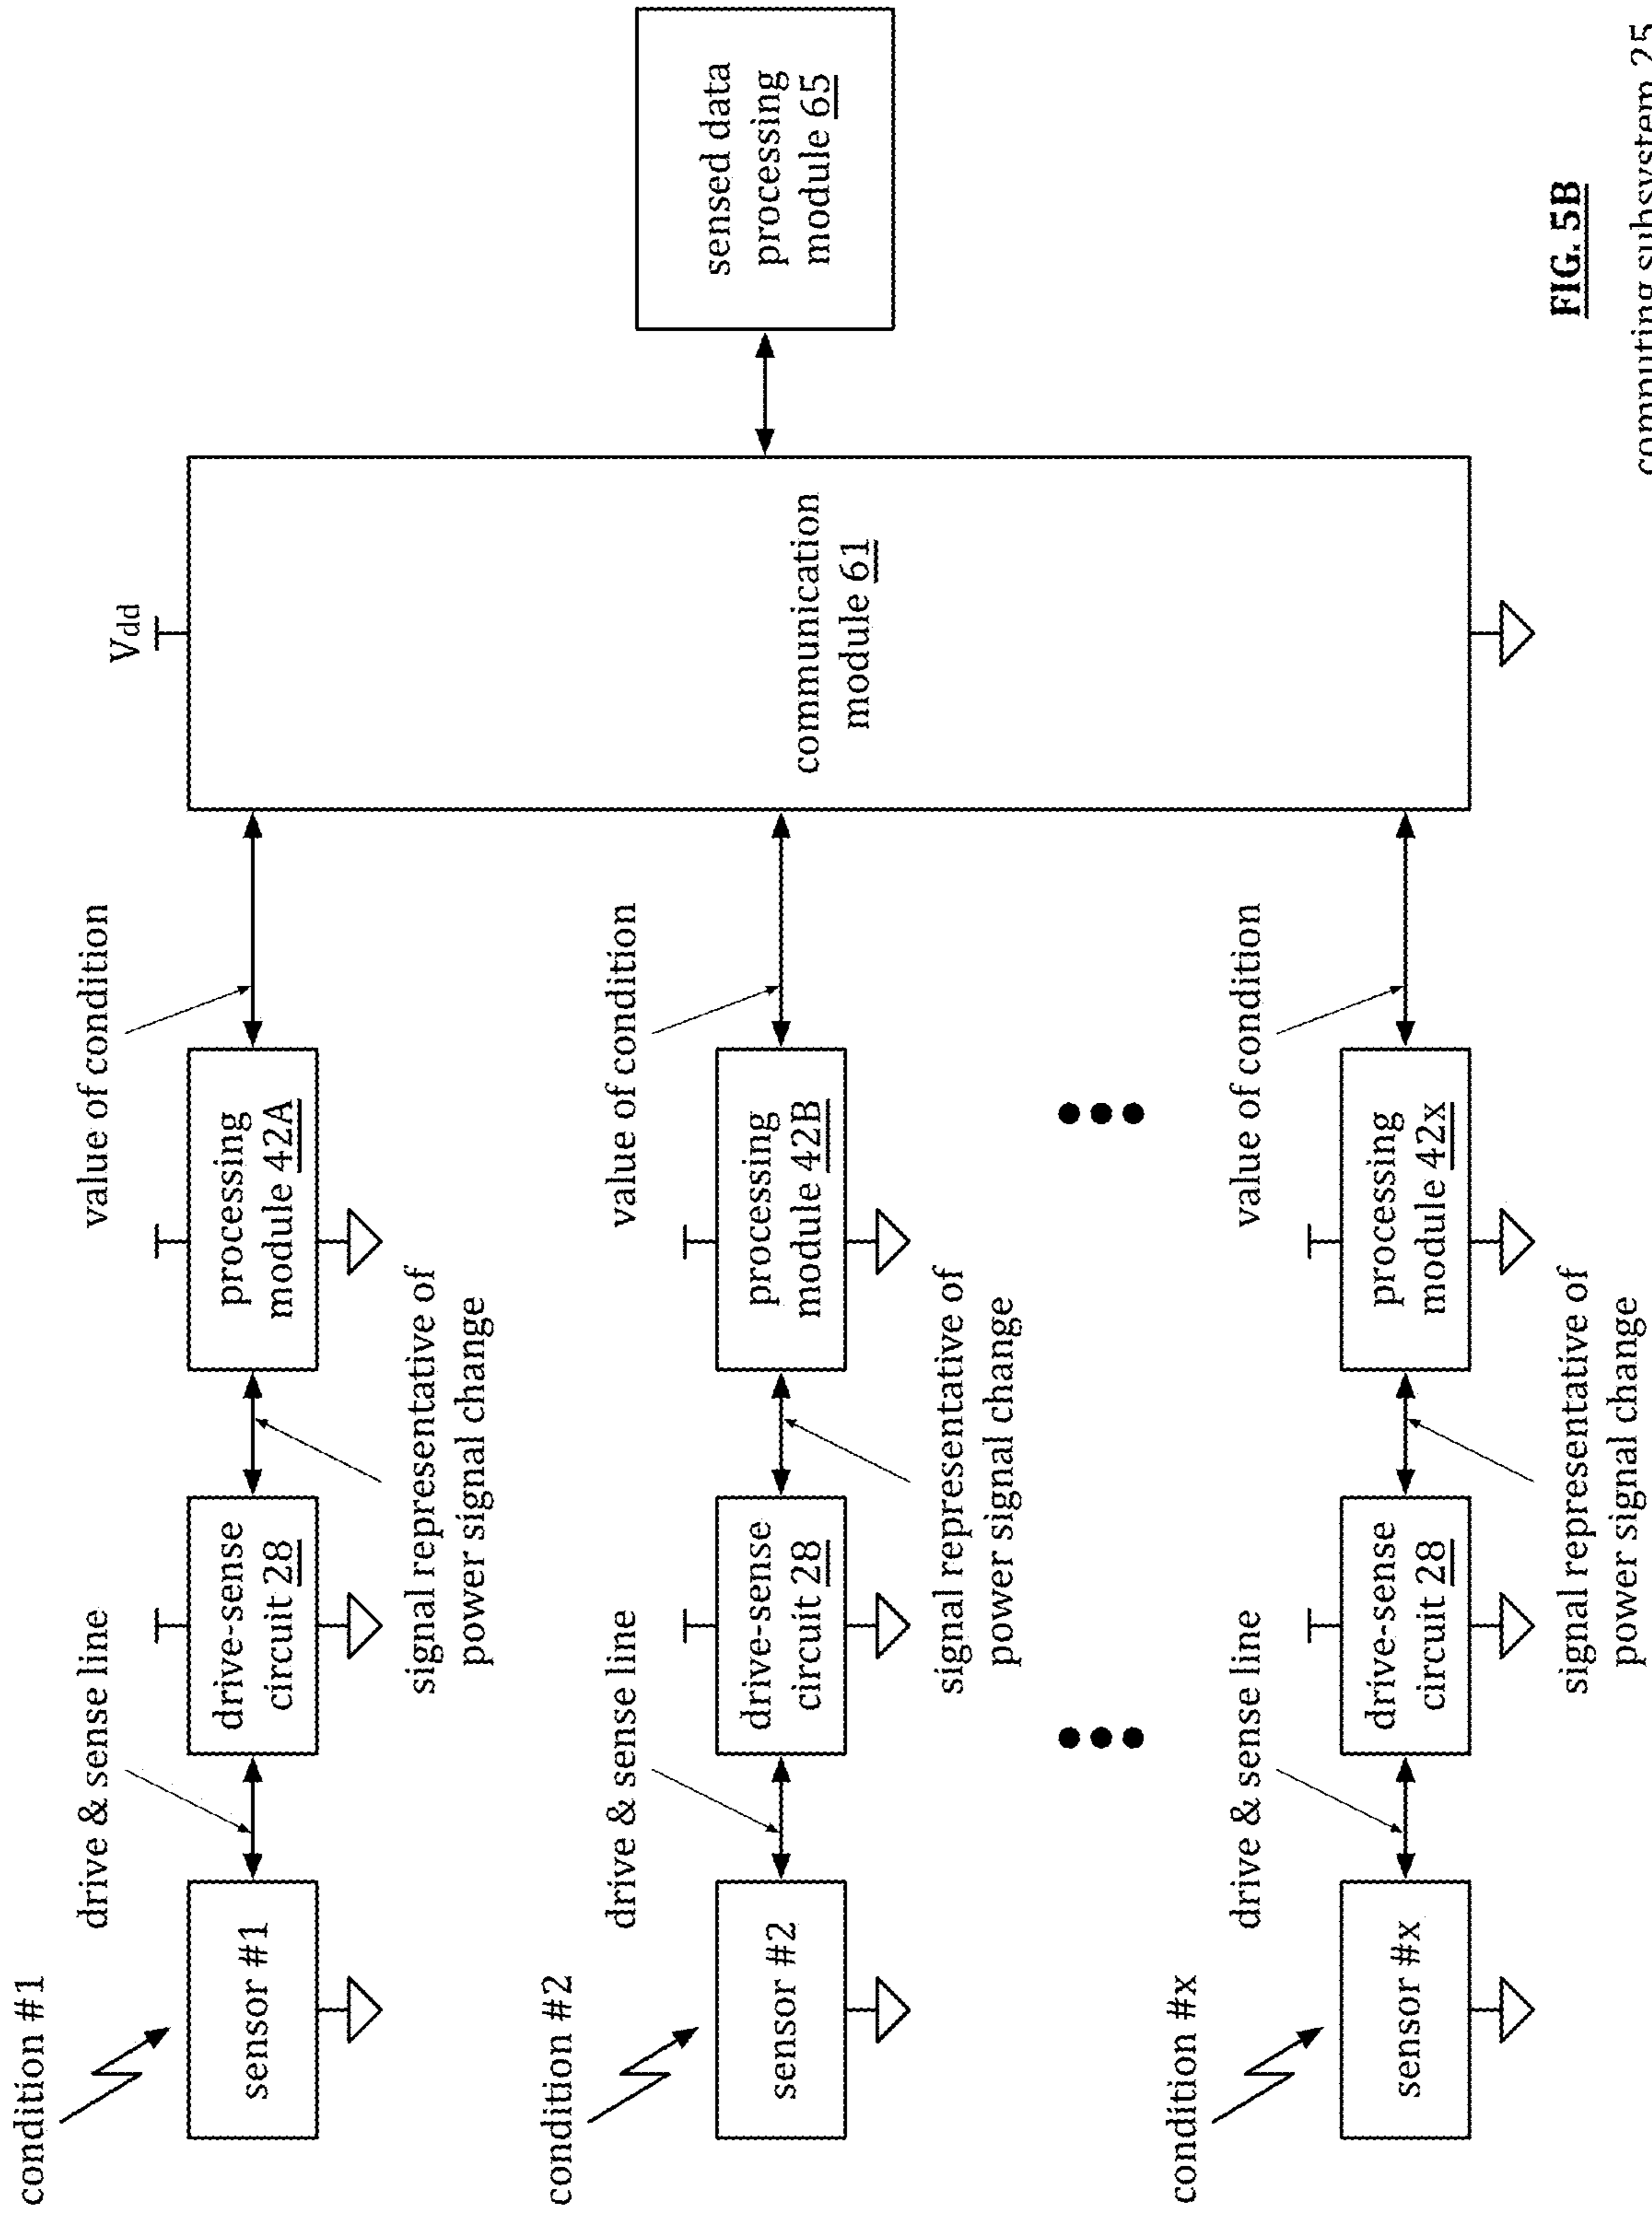 condition #1
drive & sense line
value of condition
Vdd
sensor #1
drive-sense
circuit 28
processing
module 42A
signal representative of
power signal change
condition #2
drive & sense line
value of condition
sensor #2
drive-sense
circuit 28
processing
module 42B
communication
module 61
sensed data
processing
module 65
signal representative of
power signal change
condition #x
drive & sense line
value of condition
sensor #x
drive-sense
circuit 28
processing
module 42x
signal representative of
power signal change
FIG. 5B
computing subsystem 25